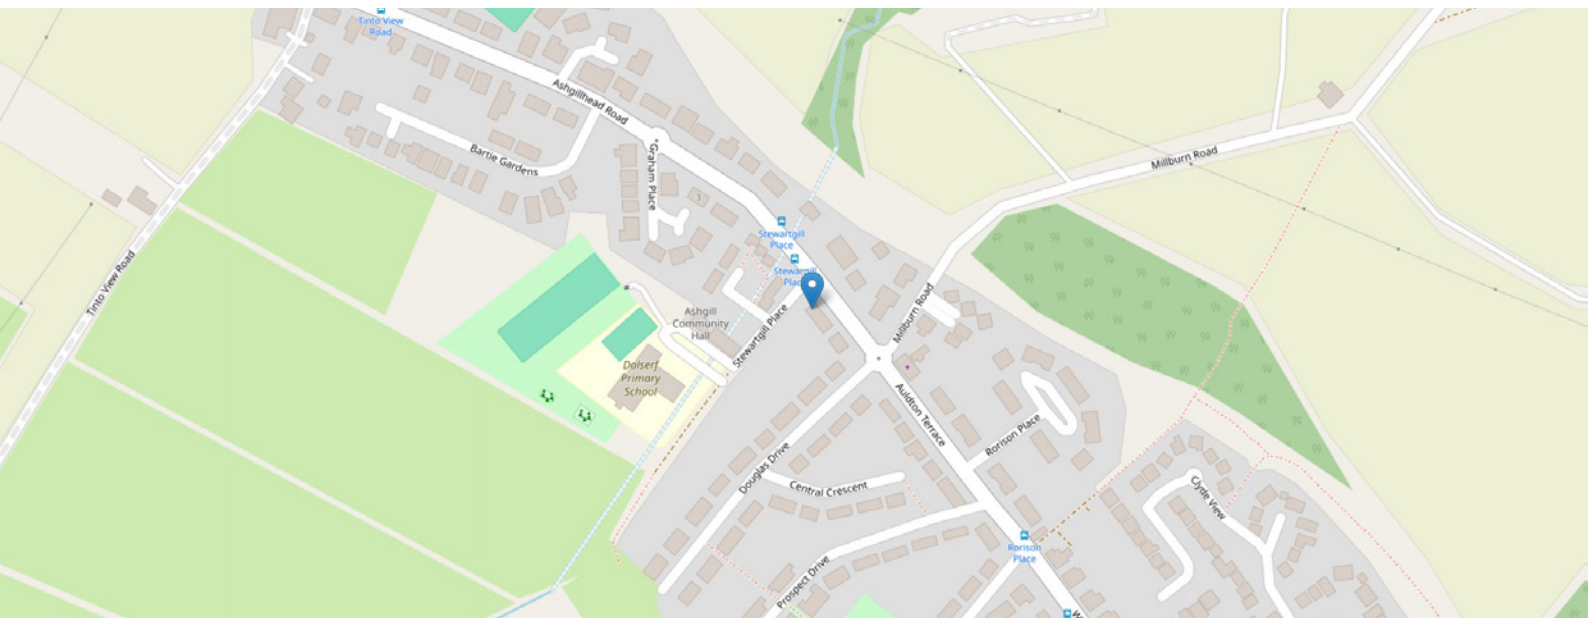 Tinto View
Road
Ashgillhead Road
Bartie Gardens
Graham Place
Millburn Road
Stewartgill
Place
Stewartgill
Place
Tinto View Road
Ashgill
Community
Hall
Stewartgill Place
Millburn Road
Dalserf
Primary
School
Auldton Terrace
Rorison Place
Douglas Drive
Central Crescent
Clyde View
Rorison
Place
Prospect Drive